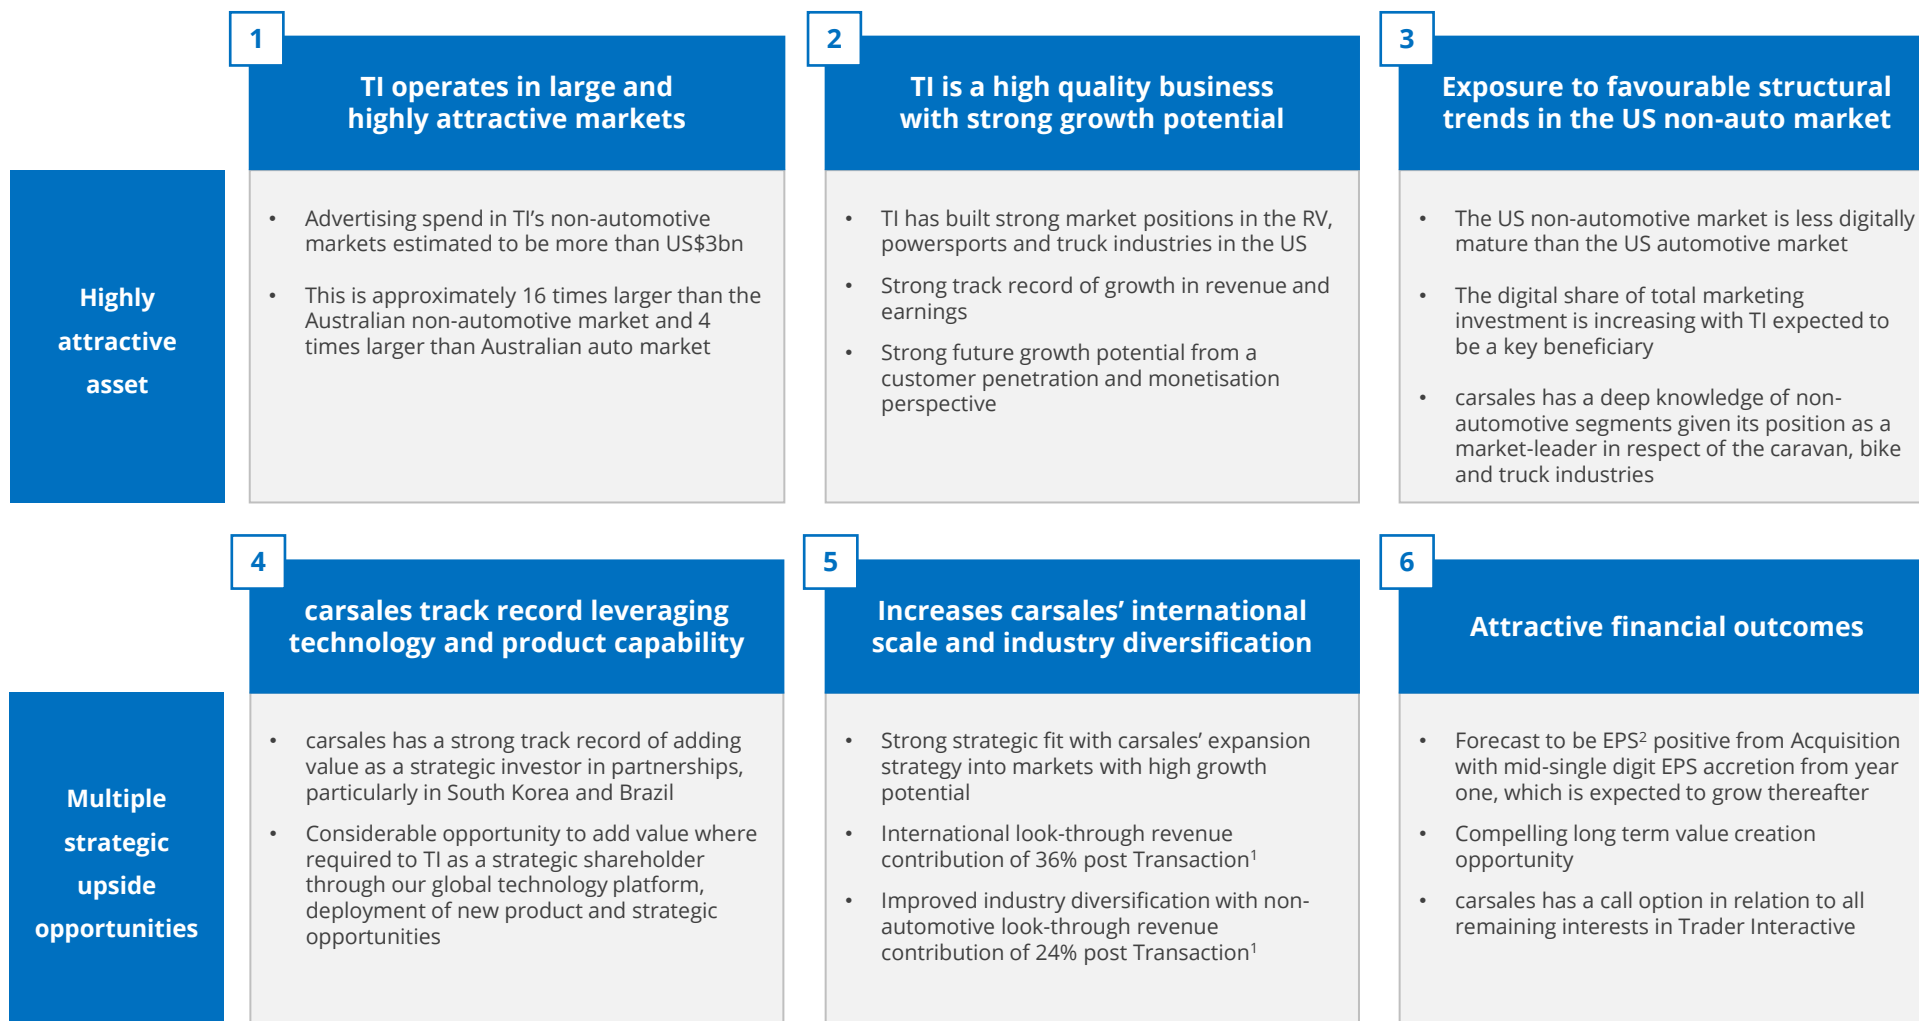 1
TI operates in large and
highly attractive markets
2
TI is a high quality business
with strong growth potential
3
Exposure to favourable structural
trends in the US non-auto market
Highly
attractive
asset
• Advertising spend in TI's non-automotive
markets estimated to be more than US$3bn
• This is approximately 16 times larger than the
Australian non-automotive market and 4
times larger than Australian auto market
• TI has built strong market positions in the RV,
powersports and truck industries in the US
• Strong track record of growth in revenue and
earnings
• Strong future growth potential from a
customer penetration and monetisation
perspective
• The US non-automotive market is less digitally
mature than the US automotive market
• The digital share of total marketing
investment is increasing with TI expected to
be a key beneficiary
• carsales has a deep knowledge of non-
automotive segments given its position as a
market-leader in respect of the caravan, bike
and truck industries
4
carsales track record leveraging
technology and product capability
5
Increases carsales’ international
scale and industry diversification
6
Attractive financial outcomes
Multiple
strategic
upside
opportunities
• carsales has a strong track record of adding
value as a strategic investor in partnerships,
particularly in South Korea and Brazil
• Considerable opportunity to add value where
required to TI as a strategic shareholder
through our global technology platform,
deployment of new product and strategic
opportunities
• Strong strategic fit with carsales’ expansion
strategy into markets with high growth
potential
• International look-through revenue
contribution of 36% post Transaction¹
• Improved industry diversification with non-
automotive look-through revenue
contribution of 24% post Transaction¹
• Forecast to be EPS² positive from Acquisition
with mid-single digit EPS accretion from year
one, which is expected to grow thereafter
• Compelling long term value creation
opportunity
• carsales has a call option in relation to all
remaining interests in Trader Interactive